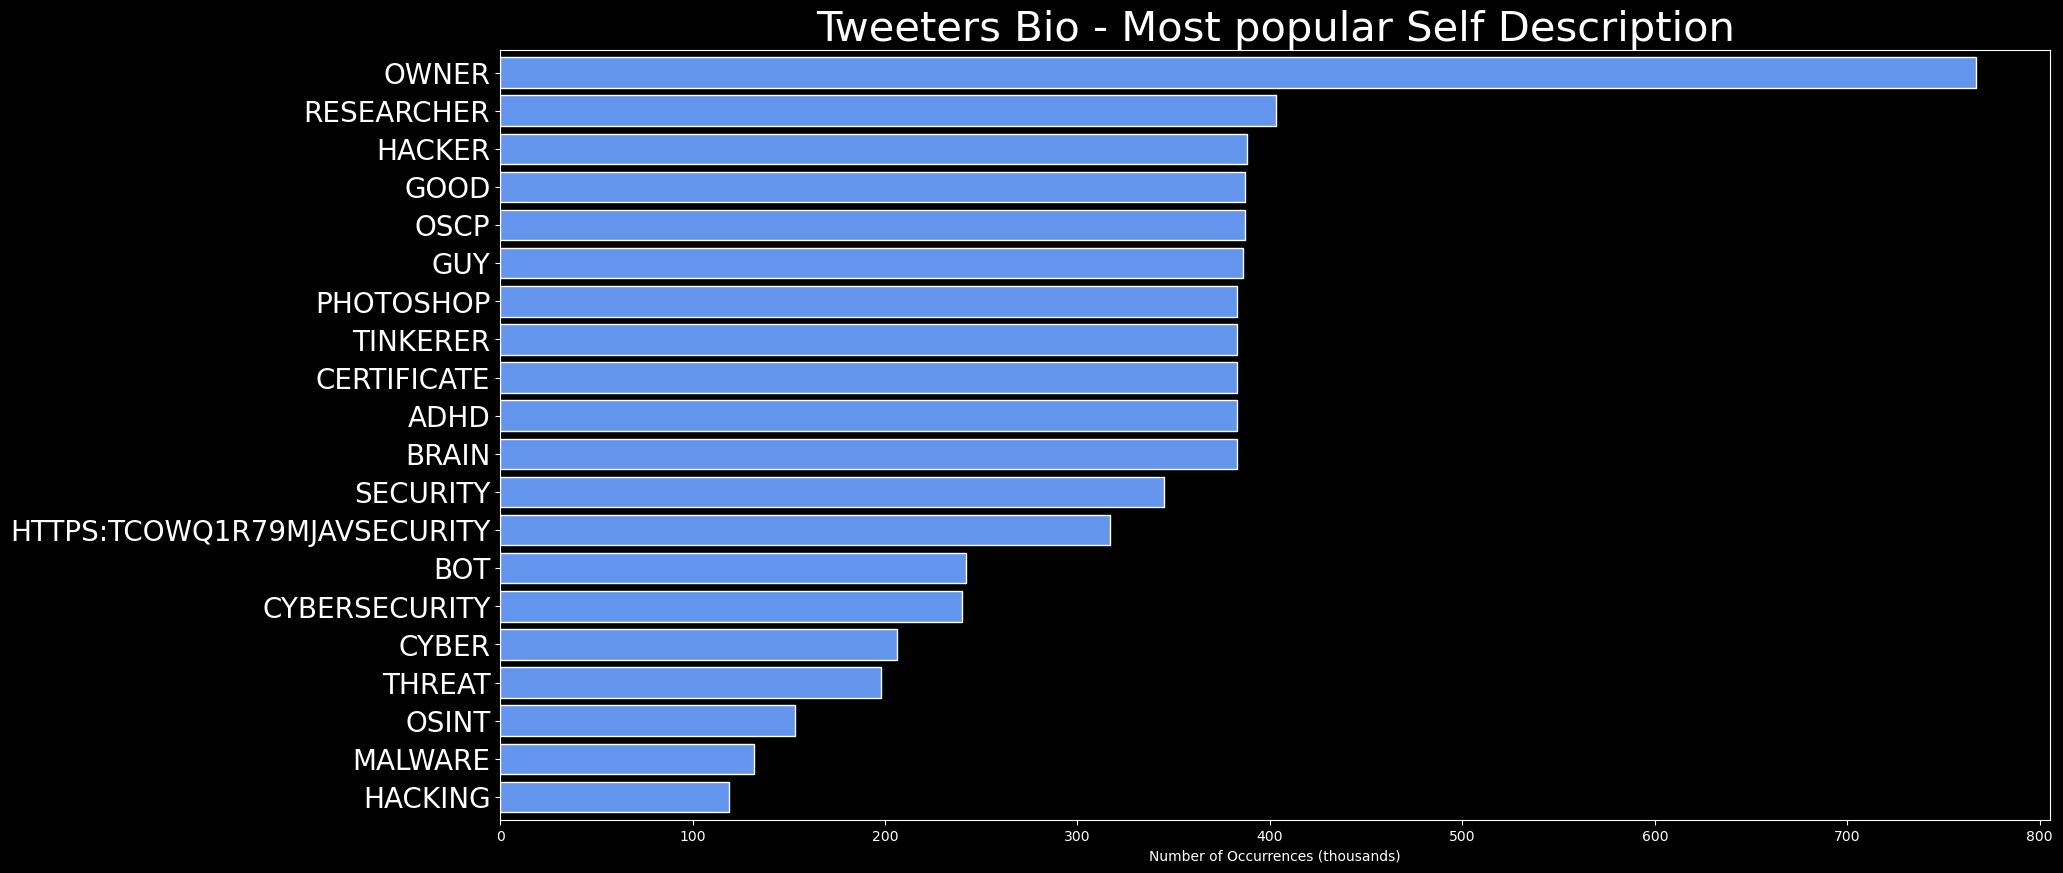 Tweeters Bio - Most popular Self Description
OWNER
RESEARCHER
HACKER
GOOD
OSCP
GUY
PHOTOSHOP
TINKERER
CERTIFICATE
ADHD
BRAIN
SECURITY
HTTPS:TCOWQ1R79MJAVSECURITY
BOT
CYBERSECURITY
CYBER
THREAT
OSINT
MALWARE
HACKING
0 100 200 300 400 500 600 700 800
Number of Occurrences (thousands)